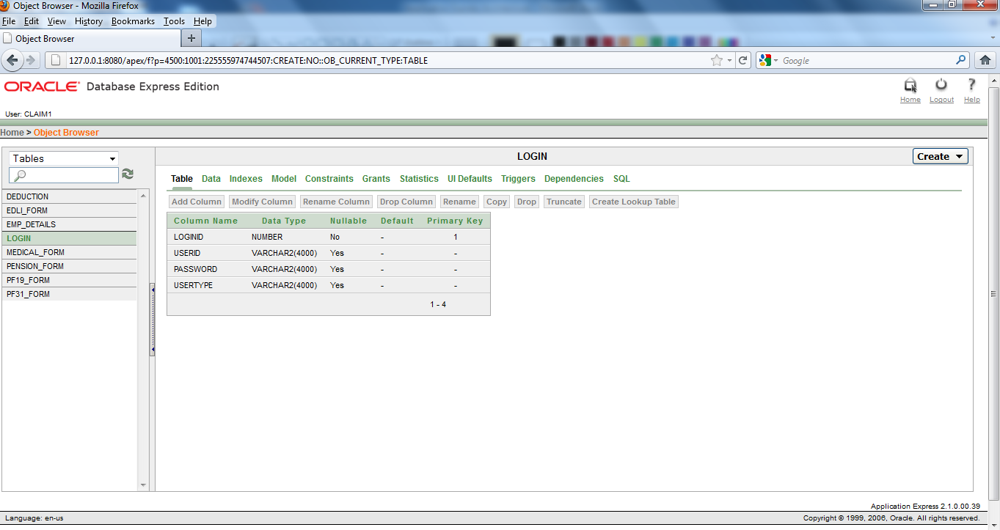 Object Browser - Mozilla Firefox
File Edit View History Bookmarks Tools Help
Object Browser +
127.0.0.1:8080/apex/f?p=4500:1001:225555974744507:CREATE:NO::OB_CURRENT_TYPE:TABLE Google
ORACLE Database Express Edition
Home Logout Help
User: CLAIM1
Home > Object Browser
Tables
LOGIN
Create
Table Data Indexes Model Constraints Grants Statistics UI Defaults Triggers Dependencies SQL
Add Column Modify Column Rename Column Drop Column Rename Copy Drop Truncate Create Lookup Table
DEDUCTION
EDLI_FORM
EMP_DETAILS
LOGIN
MEDICAL_FORM
PENSION_FORM
PF19_FORM
PF31_FORM
Column Name Data Type Nullable Default Primary Key
LOGINID NUMBER No - 1
USERID VARCHAR2(4000) Yes - -
PASSWORD VARCHAR2(4000) Yes - -
USERTYPE VARCHAR2(4000) Yes - -
1 - 4
Application Express 2.1.0.00.39
Language: en-us Copyright © 1999, 2006, Oracle. All rights reserved.